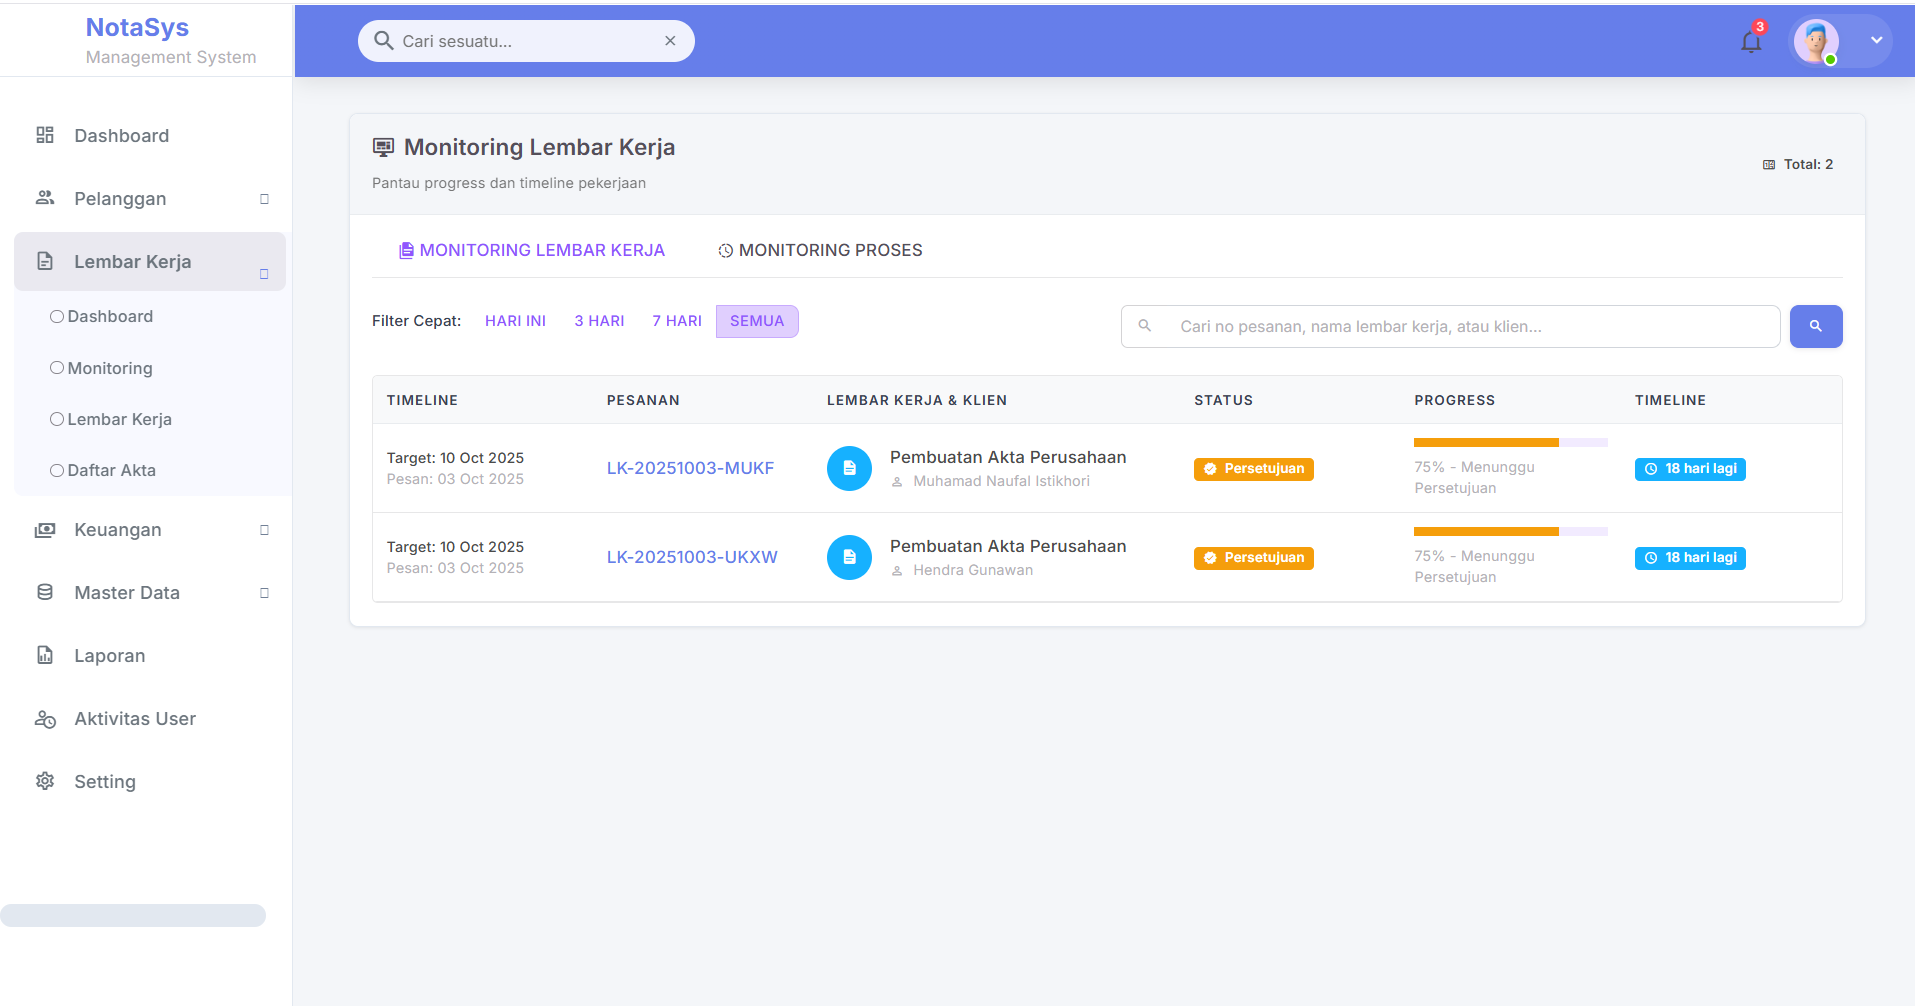 NotaSys
Management System
Cari sesuatu...
3
Dashboard
Pelanggan
Lembar Kerja
Dashboard
Monitoring
Lembar Kerja
Daftar Akta
Keuangan
Master Data
Laporan
Aktivitas User
Setting
Monitoring Lembar Kerja
Pantau progress dan timeline pekerjaan
Total: 2
MONITORING LEMBAR KERJA
MONITORING PROSES
Filter Cepat:
HARI INI
3 HARI
7 HARI
SEMUA
Cari no pesanan, nama lembar kerja, atau klien...
TIMELINE
PESANAN
LEMBAR KERJA & KLIEN
STATUS
PROGRESS
TIMELINE
Target: 10 Oct 2025
Pesan: 03 Oct 2025
LK-20251003-MUKF
Pembuatan Akta Perusahaan
Muhamad Naufal Istikhori
Persetujuan
75% - Menunggu
Persetujuan
18 hari lagi
Target: 10 Oct 2025
Pesan: 03 Oct 2025
LK-20251003-UKXW
Pembuatan Akta Perusahaan
Hendra Gunawan
Persetujuan
75% - Menunggu
Persetujuan
18 hari lagi